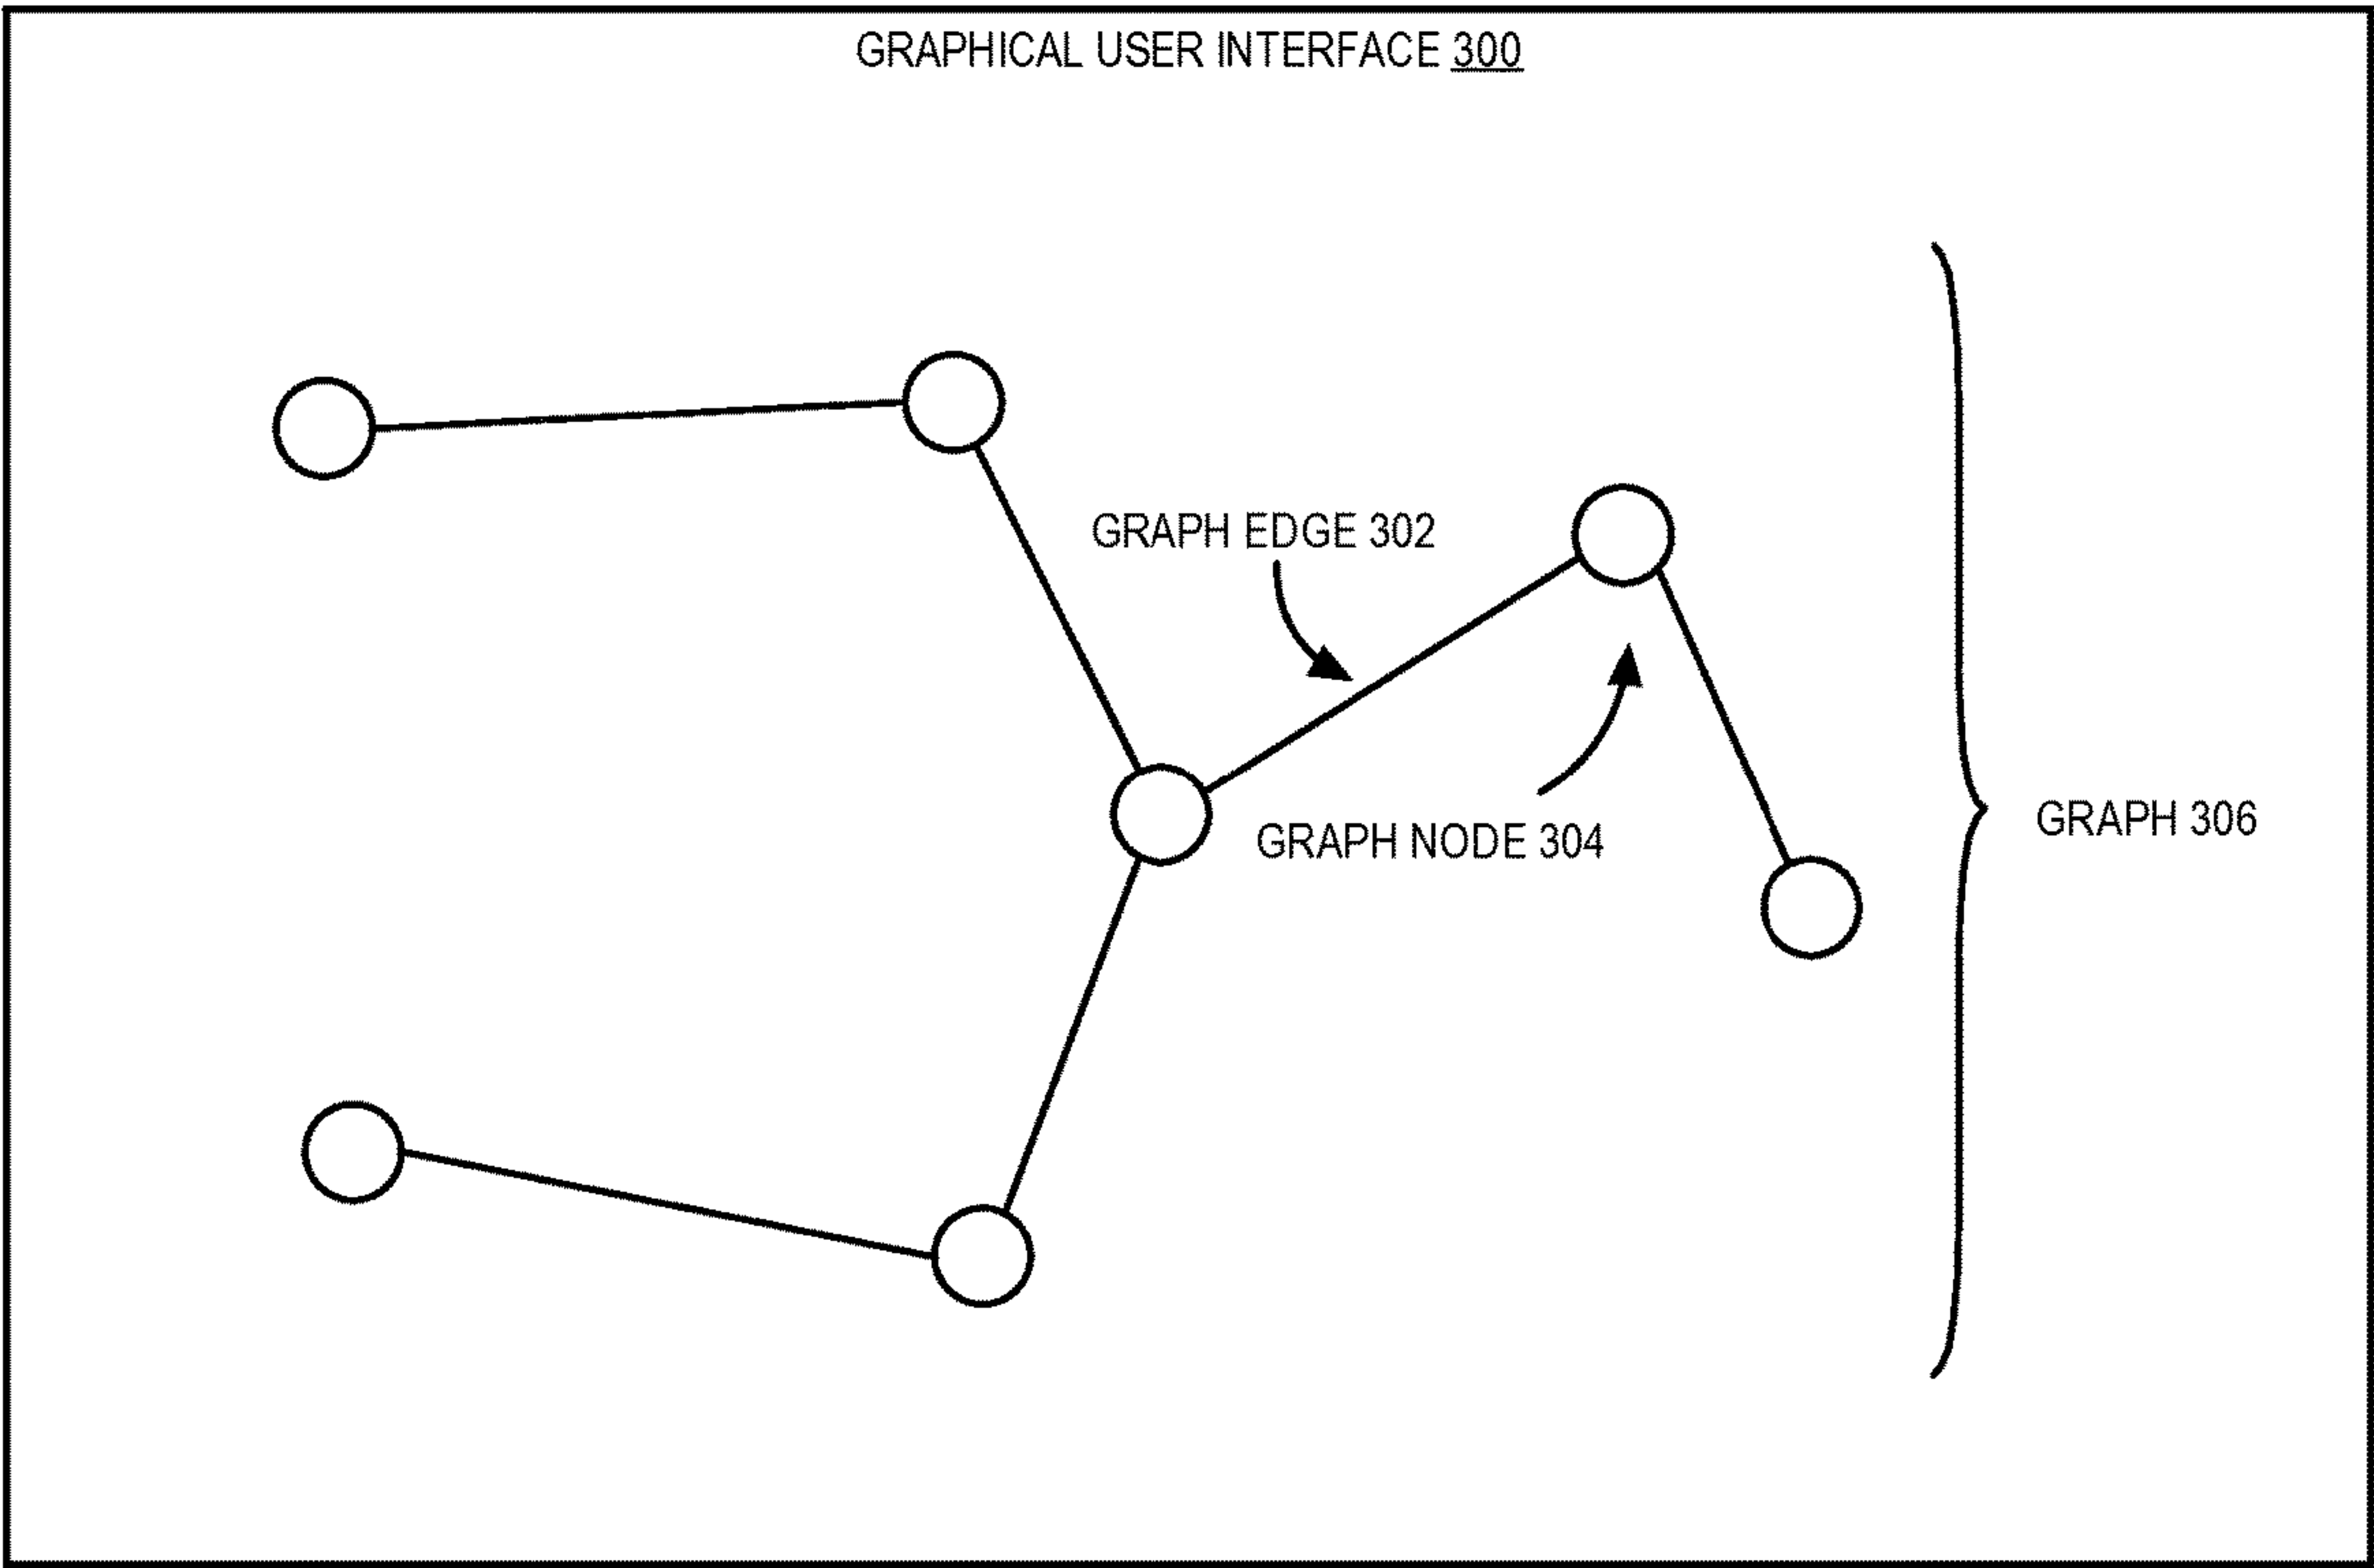 GRAPHICAL USER INTERFACE 300
GRAPH EDGE 302
GRAPH NODE 304
GRAPH 306